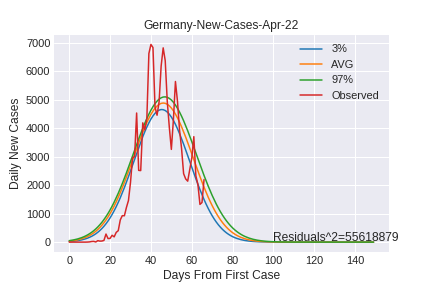 Germany-New-Cases-Apr-22
3%
AVG
97%
Observed
7000
6000
5000
4000
3000
2000
1000
0
Daily New Cases
Residuals^2=55618879
0 20 40 60 80 100 120 140
Days From First Case